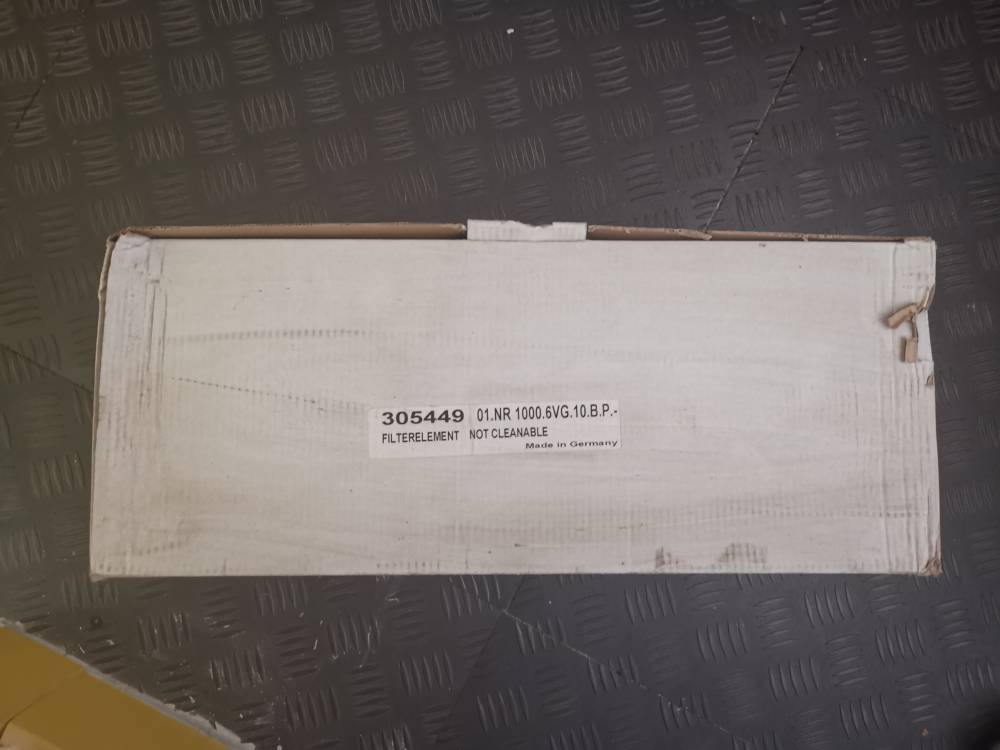 305449 01.NR 1000.6VG.10.B.P.-
FILTERELEMENT NOT CLEANABLE
Made in Germany